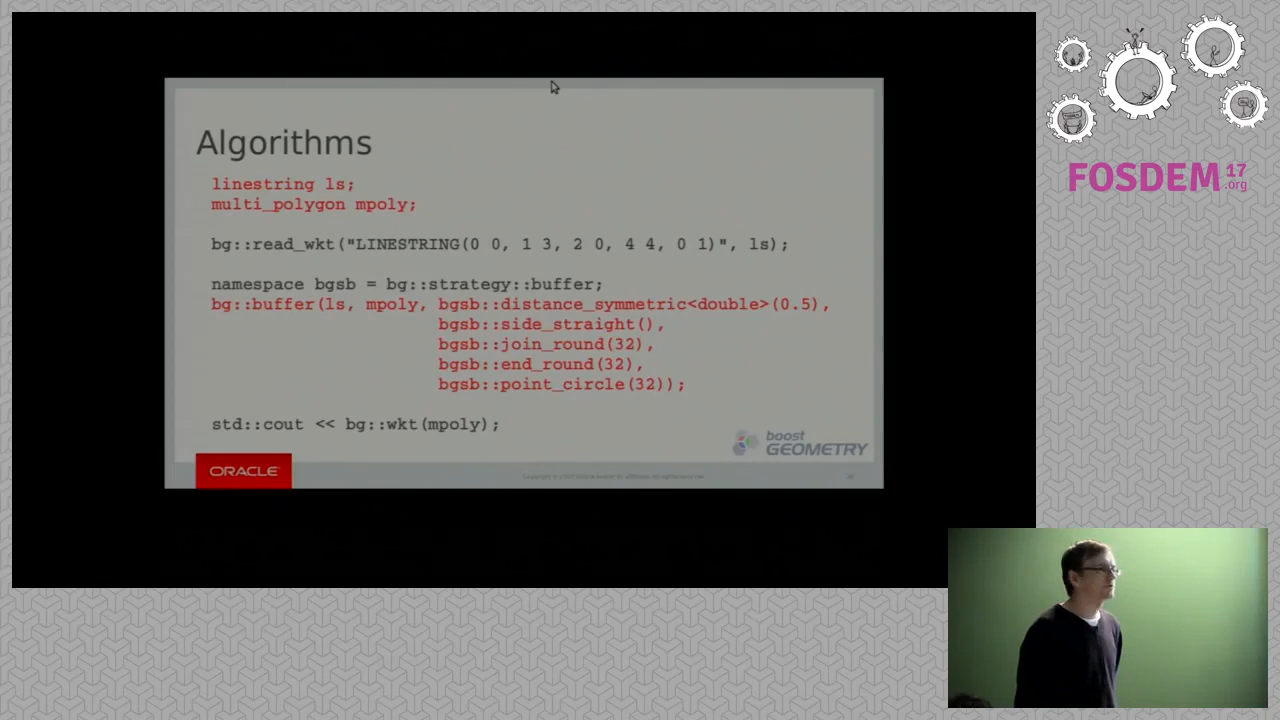 Algorithms
linestring ls;
multi_polygon mpoly;
bg::read_wkt("LINESTRING(0 0, 1 3, 2 0, 4 4, 0 1)", ls);
namespace bgsb = bg::strategy::buffer;
bg::buffer(ls, mpoly, bgsb::distance_symmetric<double>(0.5),
bgsb::side_straight(),
bgsb::join_round(32),
bgsb::end_round(32),
bgsb::point_circle(32));
std::cout << bg::wkt(mpoly);
boost
GEOMETRY
ORACLE
FOSDEM 17
.org